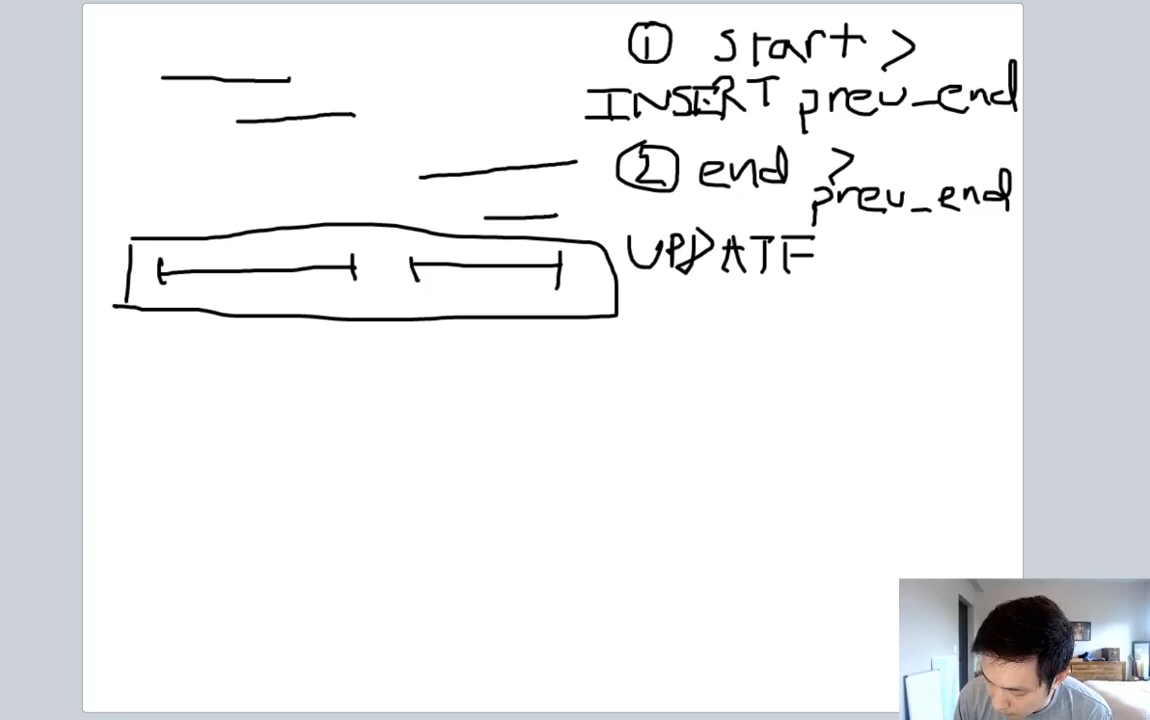 ① start >
INSERT prev_end
② end >
prev_end
UPDATE